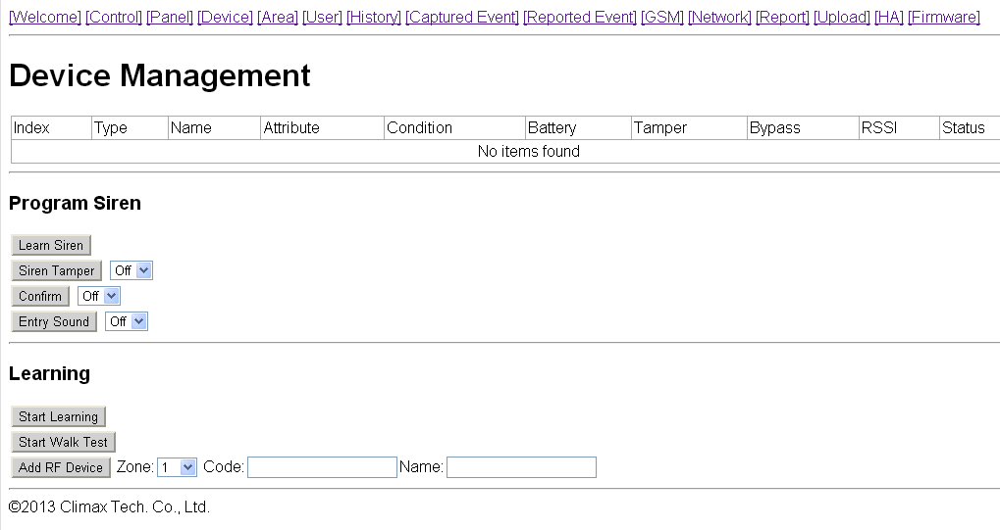 [Welcome] [Control] [Panel] [Device] [Area] [User] [History] [Captured Event] [Reported Event] [GSM] [Network] [Report] [Upload] [HA] [Firmware]
Device Management
Index Type Name Attribute Condition Battery Tamper Bypass RSSI Status
No items found
Program Siren
Learn Siren
Siren Tamper Off
Confirm Off
Entry Sound Off
Learning
Start Learning
Start Walk Test
Add RF Device Zone: 1 Code: Name:
©2013 Climax Tech. Co., Ltd.